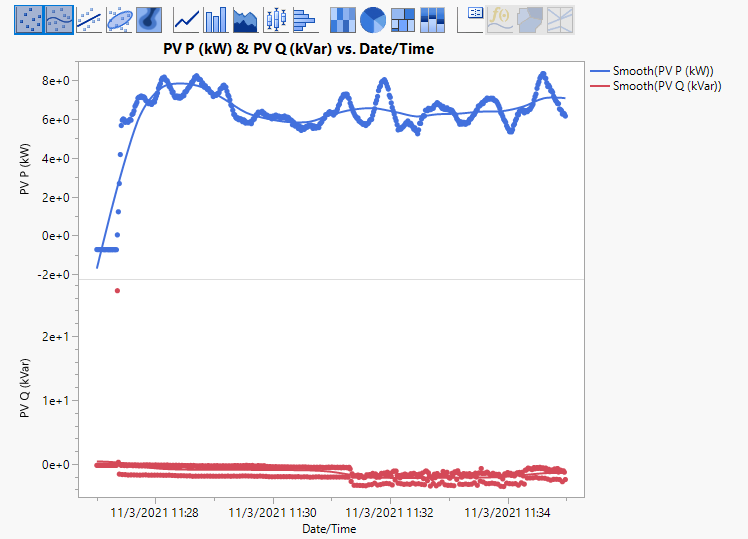 PV P (kW) & PV Q (kVar) vs. Date/Time
Smooth(PV P (kW))
Smooth(PV Q (kVar))
PV P (kW)
8e+0
6e+0
4e+0
2e+0
0e+0
-2e+0
PV Q (kVar)
2e+1
1e+1
0e+0
11/3/2021 11:28
11/3/2021 11:30
11/3/2021 11:32
11/3/2021 11:34
Date/Time